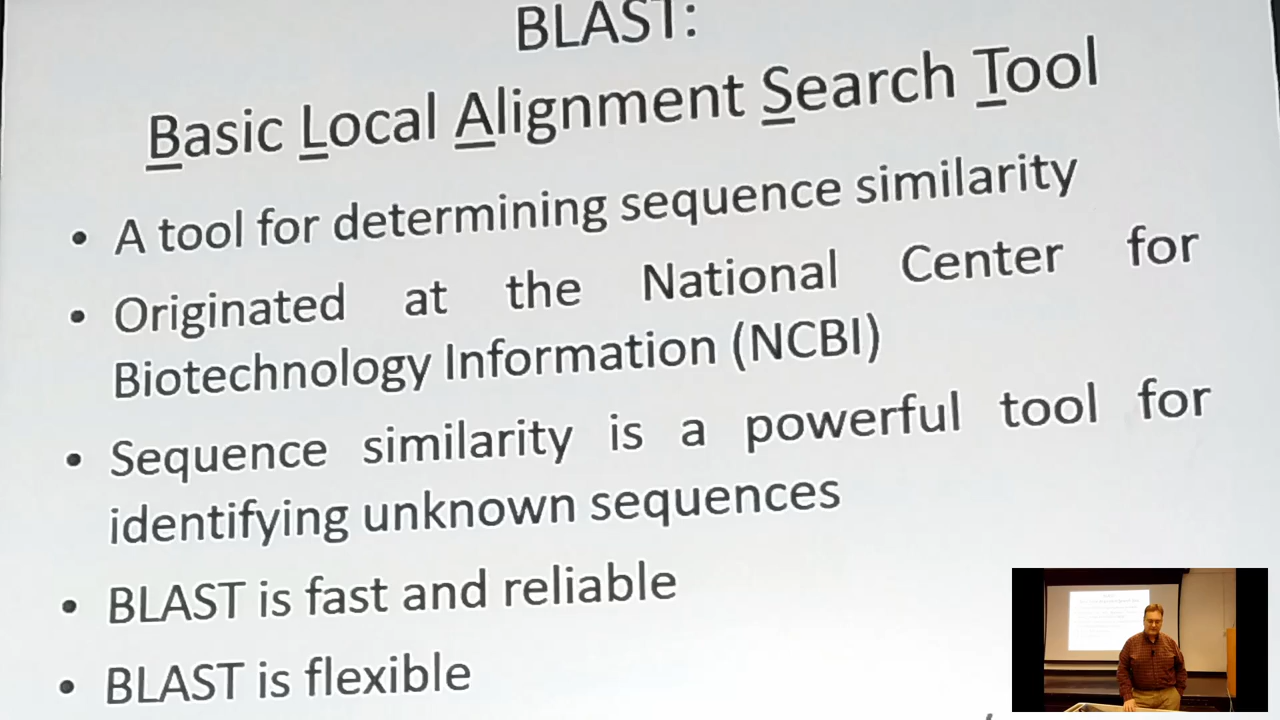 BLAST:
Basic Local Alignment Search Tool
• A tool for determining sequence similarity
• Originated at the National Center for
Biotechnology Information (NCBI)
• Sequence similarity is a powerful tool for
identifying unknown sequences
• BLAST is fast and reliable
• BLAST is flexible